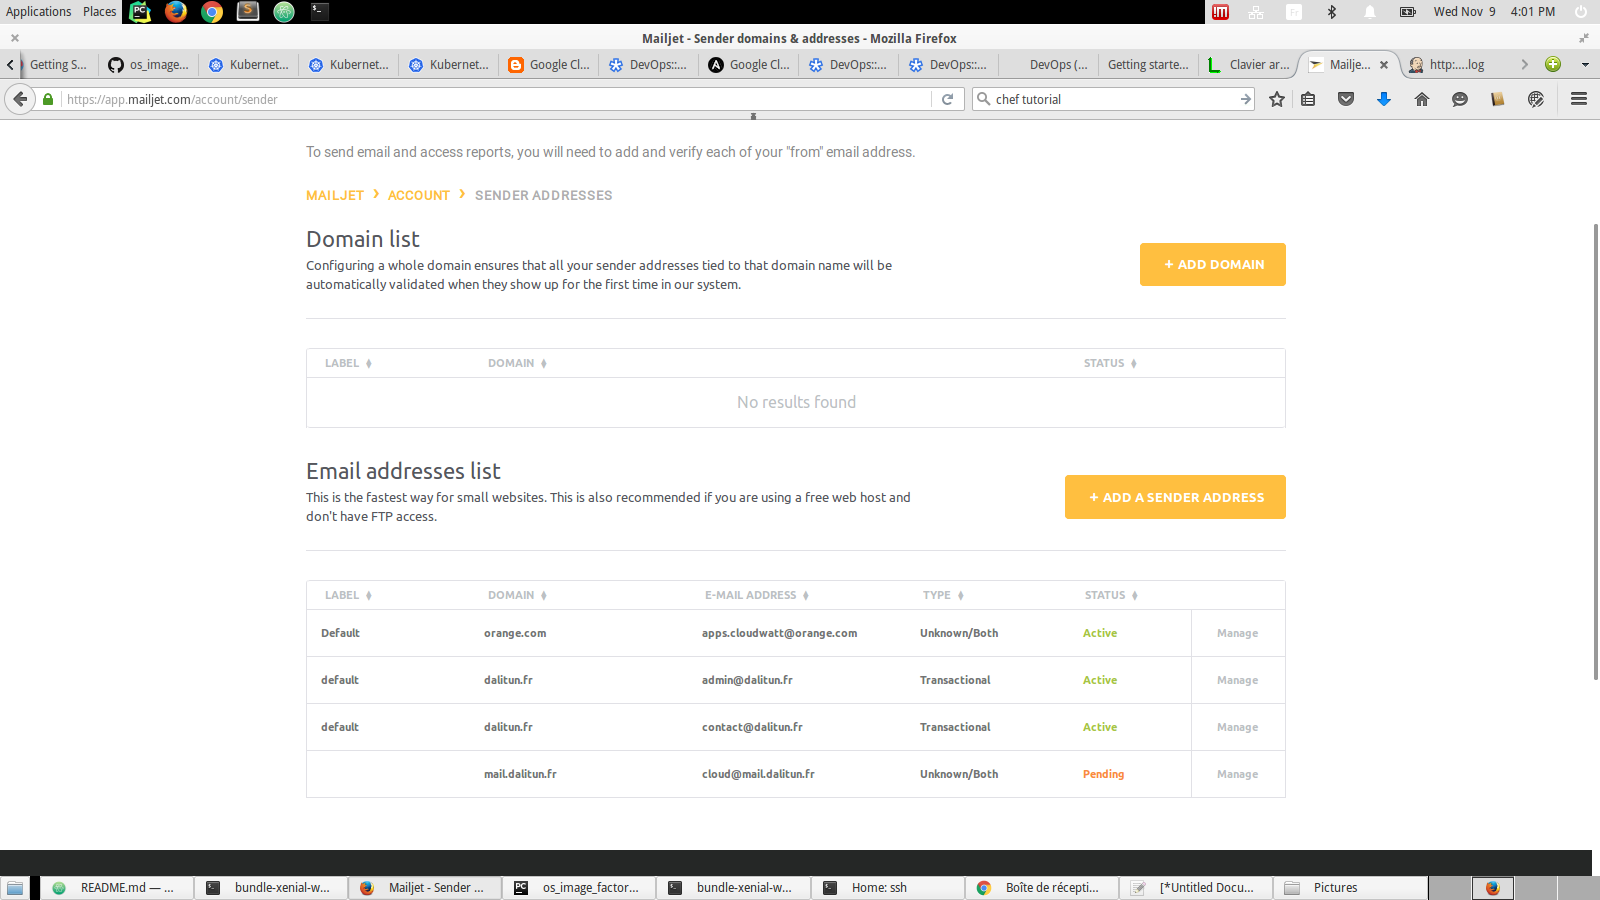 Applications Places
Wed Nov 9 4:01 PM
Mailjet - Sender domains & addresses - Mozilla Firefox
Getting S... os_image... Kubernet... Kubernet... Kubernet... Google Cl... DevOps::... Google Cl... DevOps::... DevOps::... DevOps (... Getting starte... Clavier ar... Mailje... http:....log
https://app.mailjet.com/account/sender
chef tutorial
To send email and access reports, you will need to add and verify each of your "from" email address.
MAILJET › ACCOUNT › SENDER ADDRESSES
Domain list
Configuring a whole domain ensures that all your sender addresses tied to that domain name will be
automatically validated when they show up for the first time in our system.
+ ADD DOMAIN
LABEL DOMAIN STATUS
No results found
Email addresses list
This is the fastest way for small websites. This is also recommended if you are using a free web host and
don't have FTP access.
+ ADD A SENDER ADDRESS
LABEL DOMAIN E-MAIL ADDRESS TYPE STATUS
Default orange.com apps.cloudwatt@orange.com Unknown/Both Active Manage
default dalitun.fr admin@dalitun.fr Transactional Active Manage
default dalitun.fr contact@dalitun.fr Transactional Active Manage
mail.dalitun.fr cloud@mail.dalitun.fr Unknown/Both Pending Manage
README.md — ... bundle-xenial-w... Mailjet - Sender ... os_image_factor... bundle-xenial-w... Home: ssh Boîte de récepti... [*Untitled Docu... Pictures